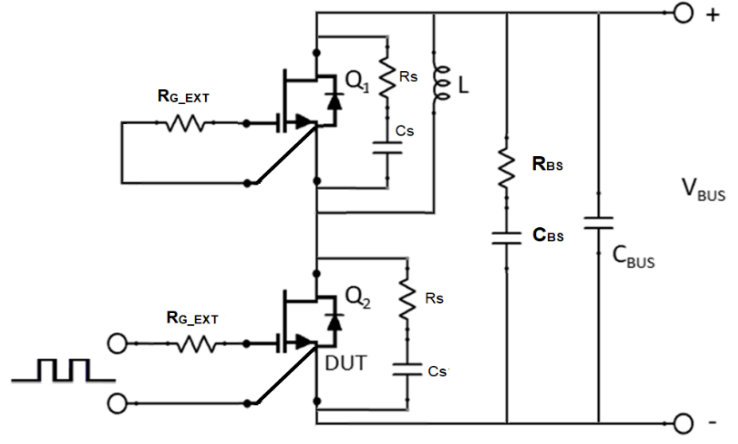 +
Q1
Rs
L
RG_EXT
Cs
RBS
VBUS
CBS
CBUS
Q2
Rs
RG_EXT
DUT
Cs
-